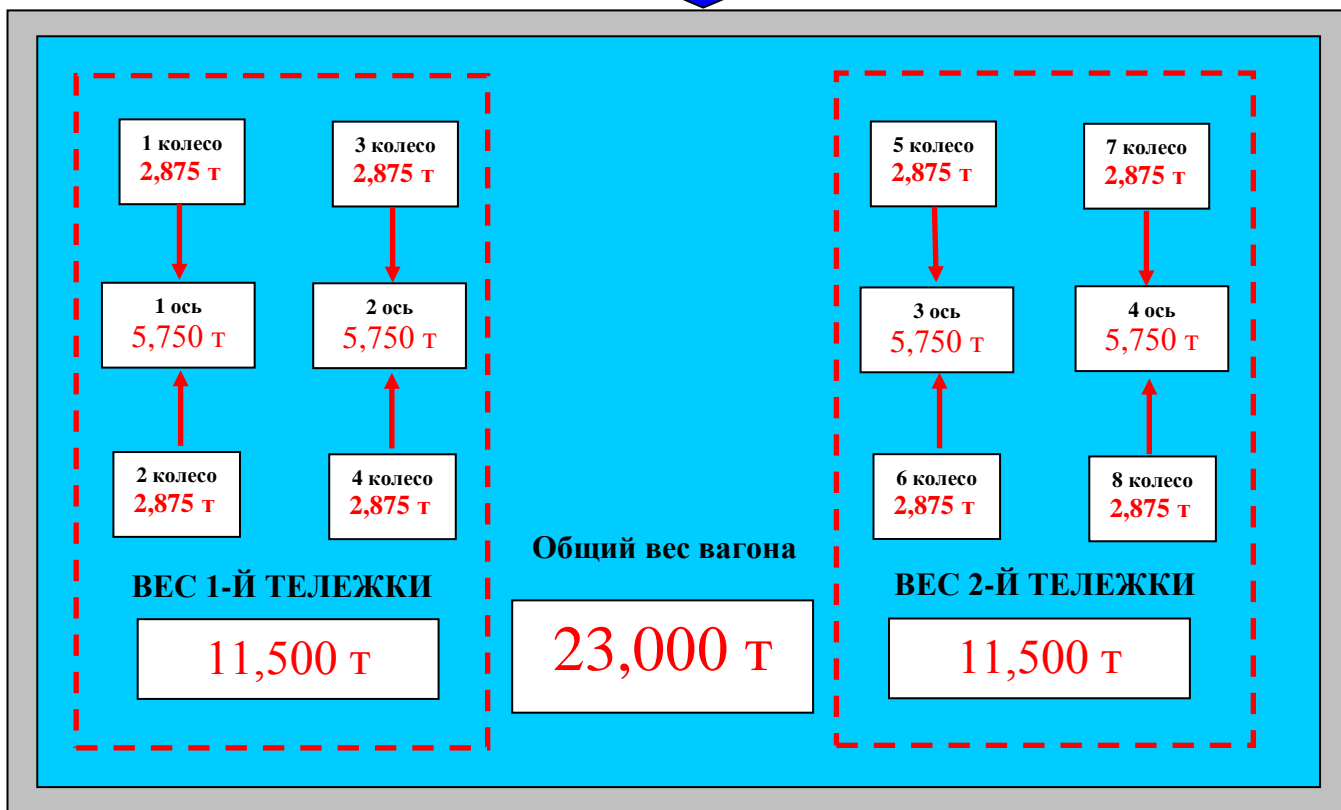 1 колесо
2,875 т
3 колесо
2,875 т
5 колесо
2,875 т
7 колесо
2,875 т
1 ось
5,750 т
2 ось
5,750 т
3 ось
5,750 т
4 ось
5,750 т
2 колесо
2,875 т
4 колесо
2,875 т
6 колесо
2,875 т
8 колесо
2,875 т
ВЕС 1-Й ТЕЛЕЖКИ
11,500 т
Общий вес вагона
23,000 т
ВЕС 2-Й ТЕЛЕЖКИ
11,500 т